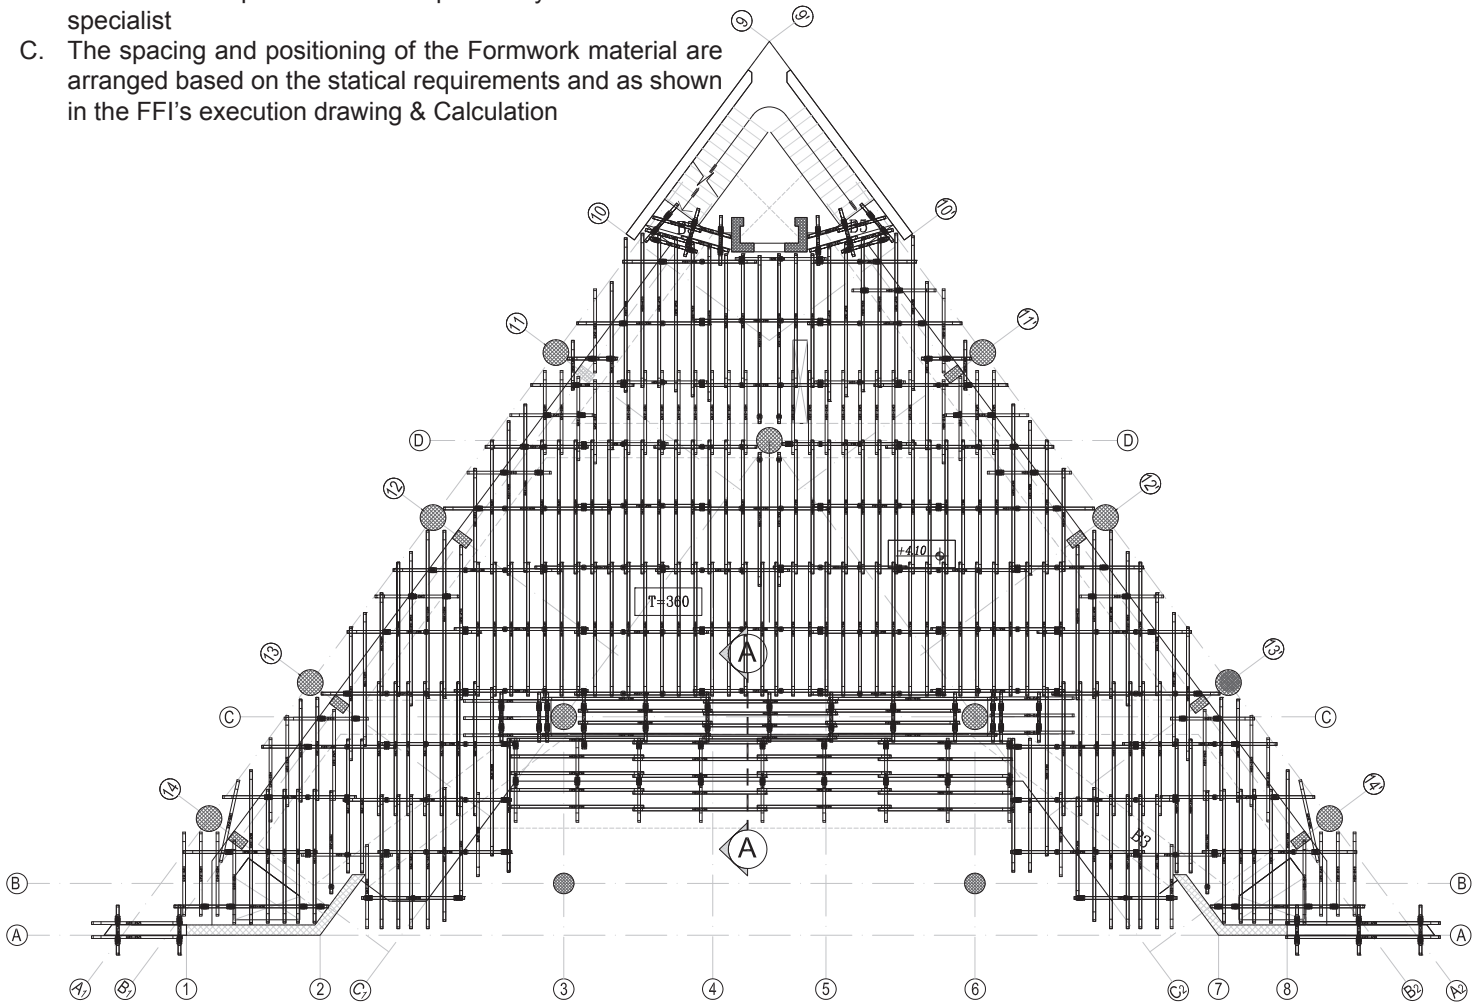 specialist
C. The spacing and positioning of the Formwork material are
arranged based on the statical requirements and as shown
in the FFI's execution drawing & Calculation
9 9'
10 10'
B3
11 11'
D D
12 12'
+4.10
T=360
A
13 13'
C C
14 14'
A
B3
B B
A A
A1 B1 1 2 C1 3 4 5 6 C2 7 8 B2 A2